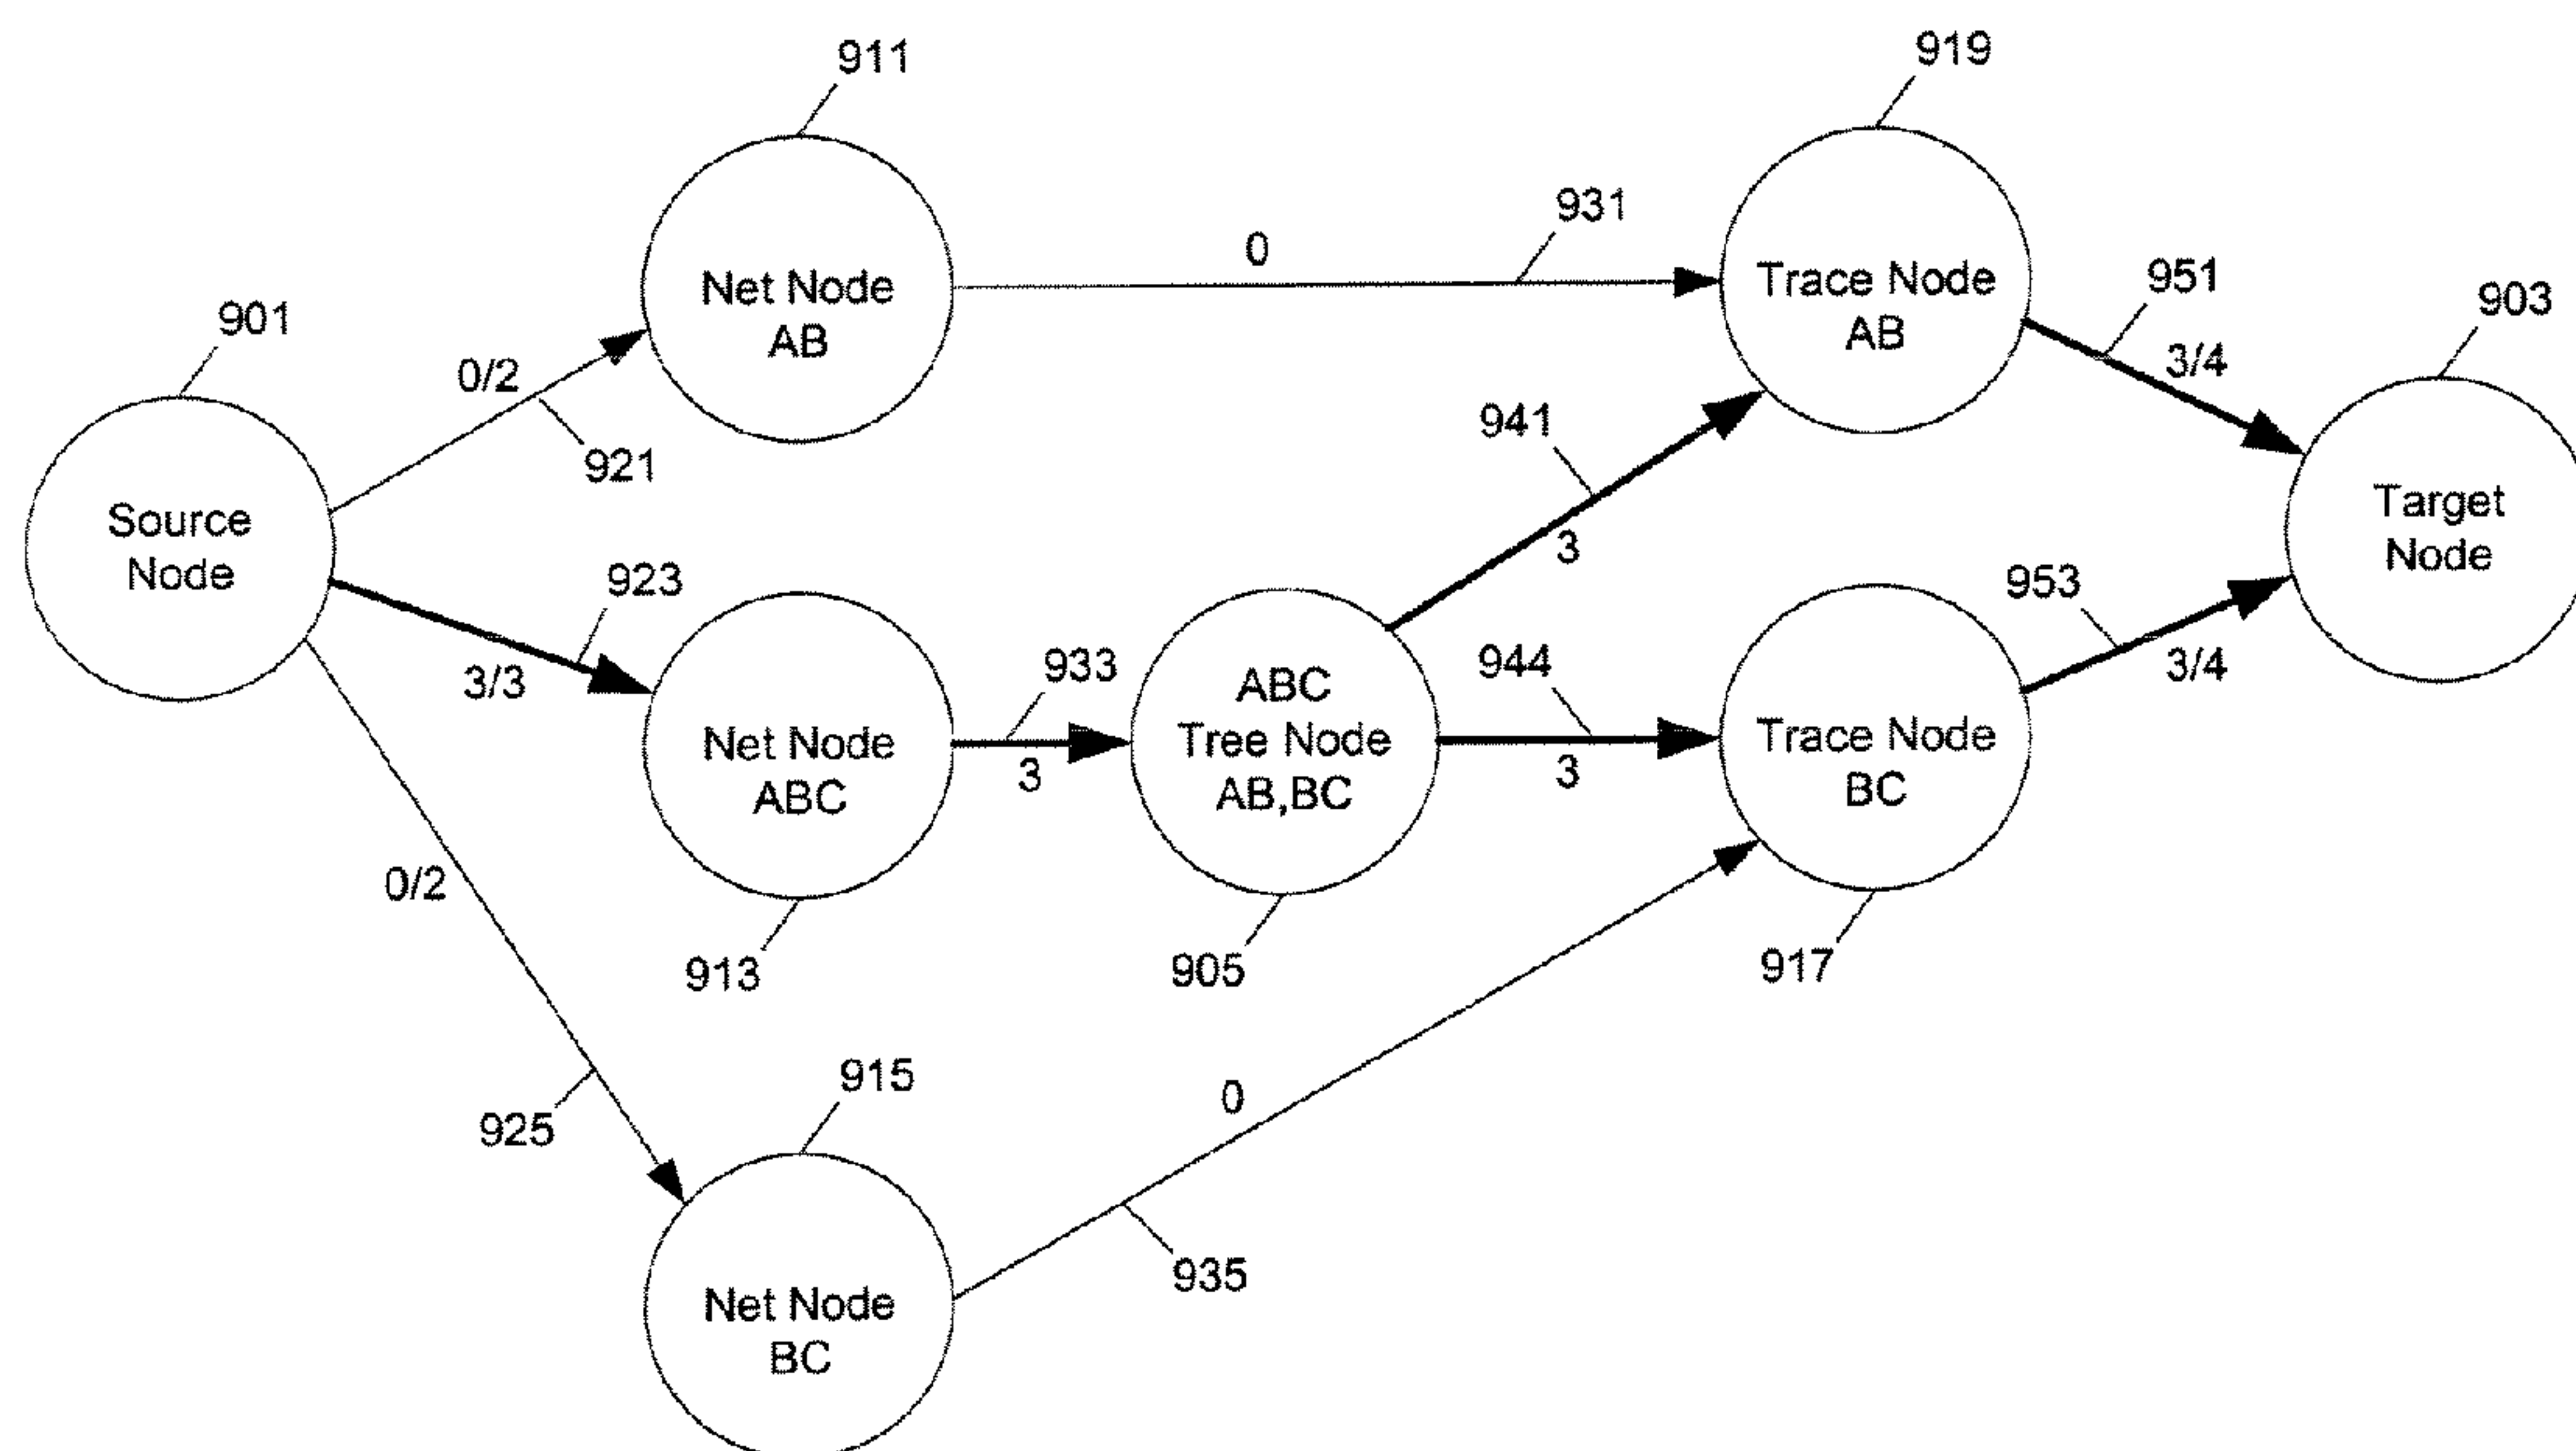 911
919
931
0
951
903
901
Net Node
AB
Trace Node
AB
0/2
3/4
921
941
3
Source
Node
Target
Node
923
3/3
933
944
953
3/4
Net Node
ABC
3
ABC
Tree Node
AB,BC
3
Trace Node
BC
0/2
913
905
917
915
0
925
935
Net Node
BC